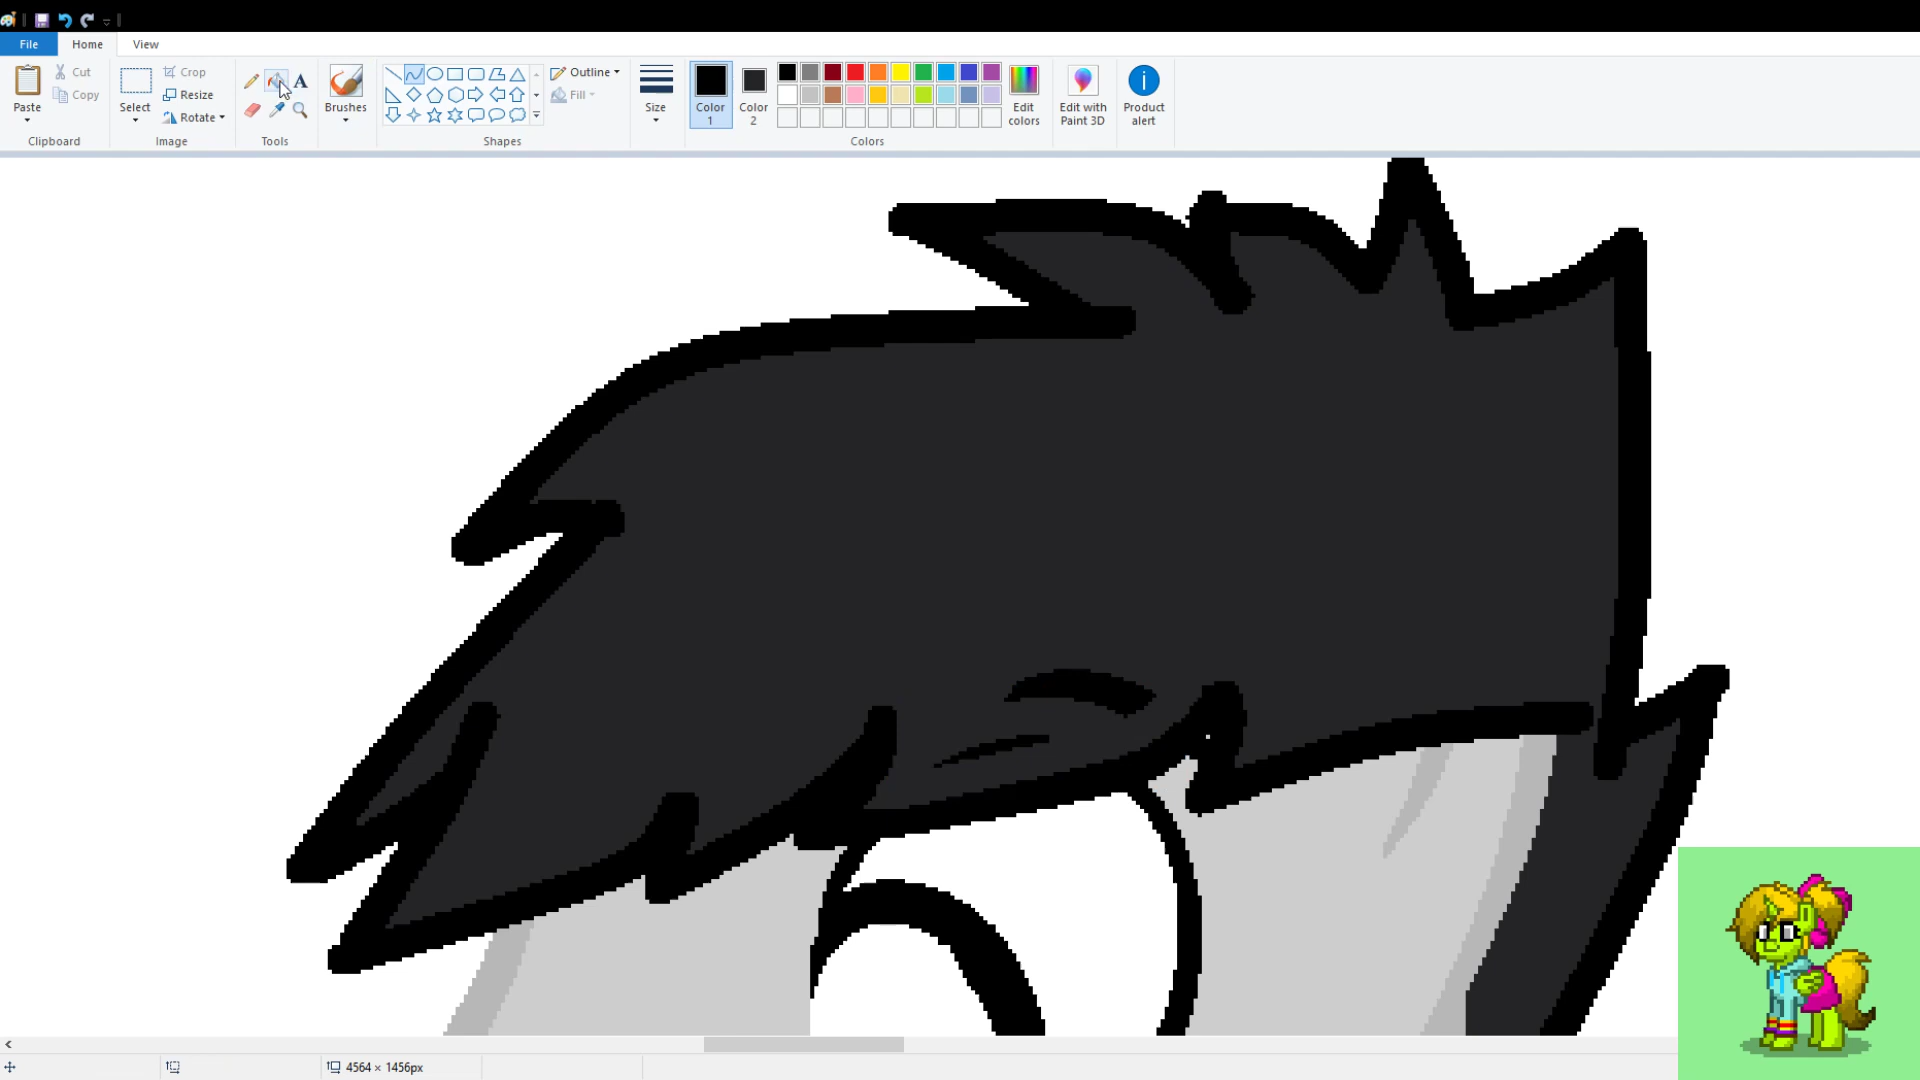 File Home View
Paste
Cut
Copy
Clipboard
Select
Crop
Resize
Rotate
Image
A
Tools
Brushes
Shapes
Outline
Fill
Size
Color 1
Color 2
Edit colors
Colors
Edit with Paint 3D
Product alert
4564 × 1456px